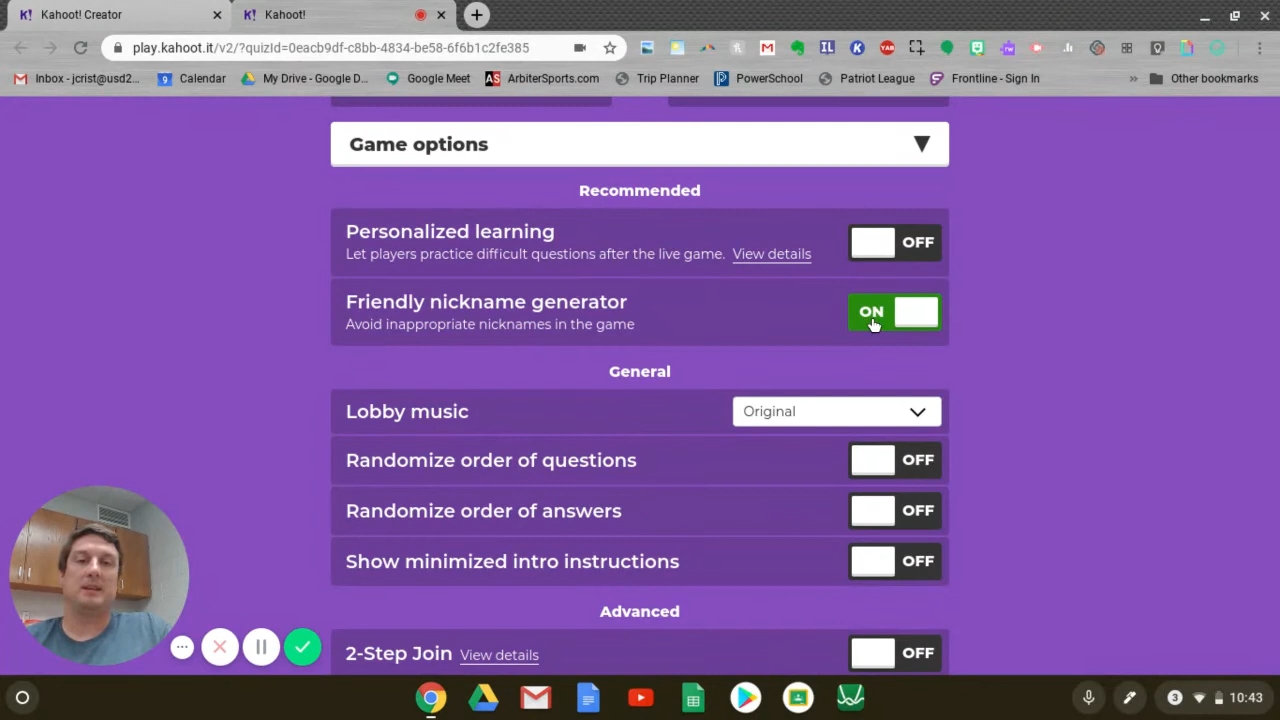 K! Kahoot! Creator
K! Kahoot!
play.kahoot.it/v2/?quizId=0eacb9df-c8bb-4834-be58-6f6b1c2fe385
Inbox - jcrist@usd2...
Calendar
My Drive - Google D...
Google Meet
AS ArbiterSports.com
Trip Planner
PowerSchool
Patriot League
Frontline - Sign In
Other bookmarks
Game options
Recommended
Personalized learning
Let players practice difficult questions after the live game. View details
OFF
Friendly nickname generator
Avoid inappropriate nicknames in the game
ON
General
Lobby music
Original
Randomize order of questions
OFF
Randomize order of answers
OFF
Show minimized intro instructions
OFF
Advanced
2-Step Join View details
OFF
3
10:43